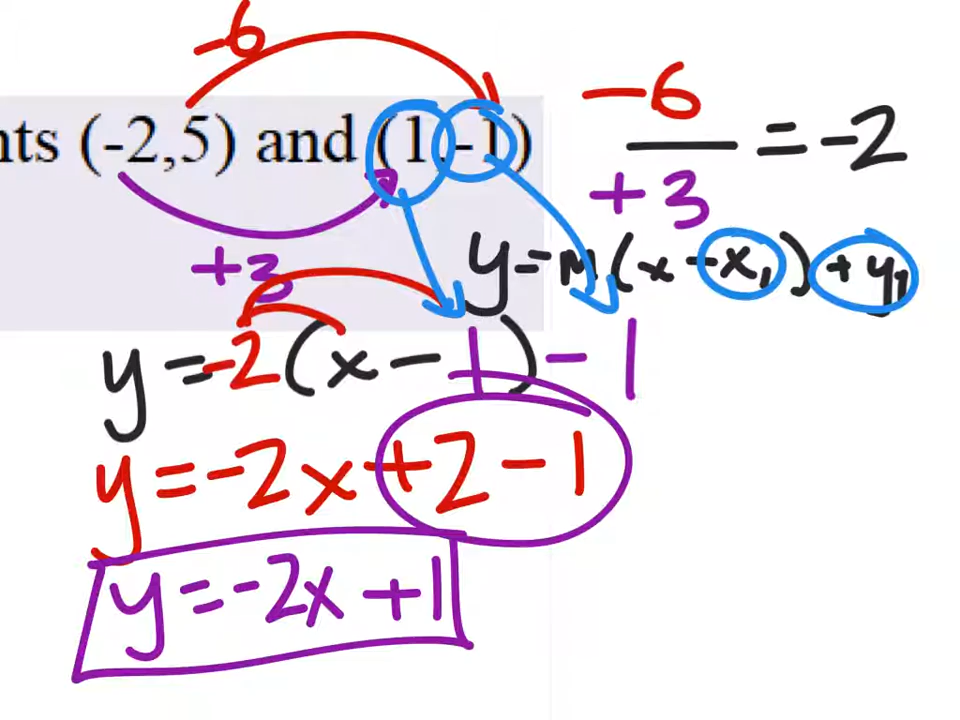 -6
nts (-2,5) and (1,-1)
-6
+3
= -2
+3
y = m(x - x₁) + y₁
y = -2(x - 1) - 1
y = -2x + 2 - 1
y = -2x + 1